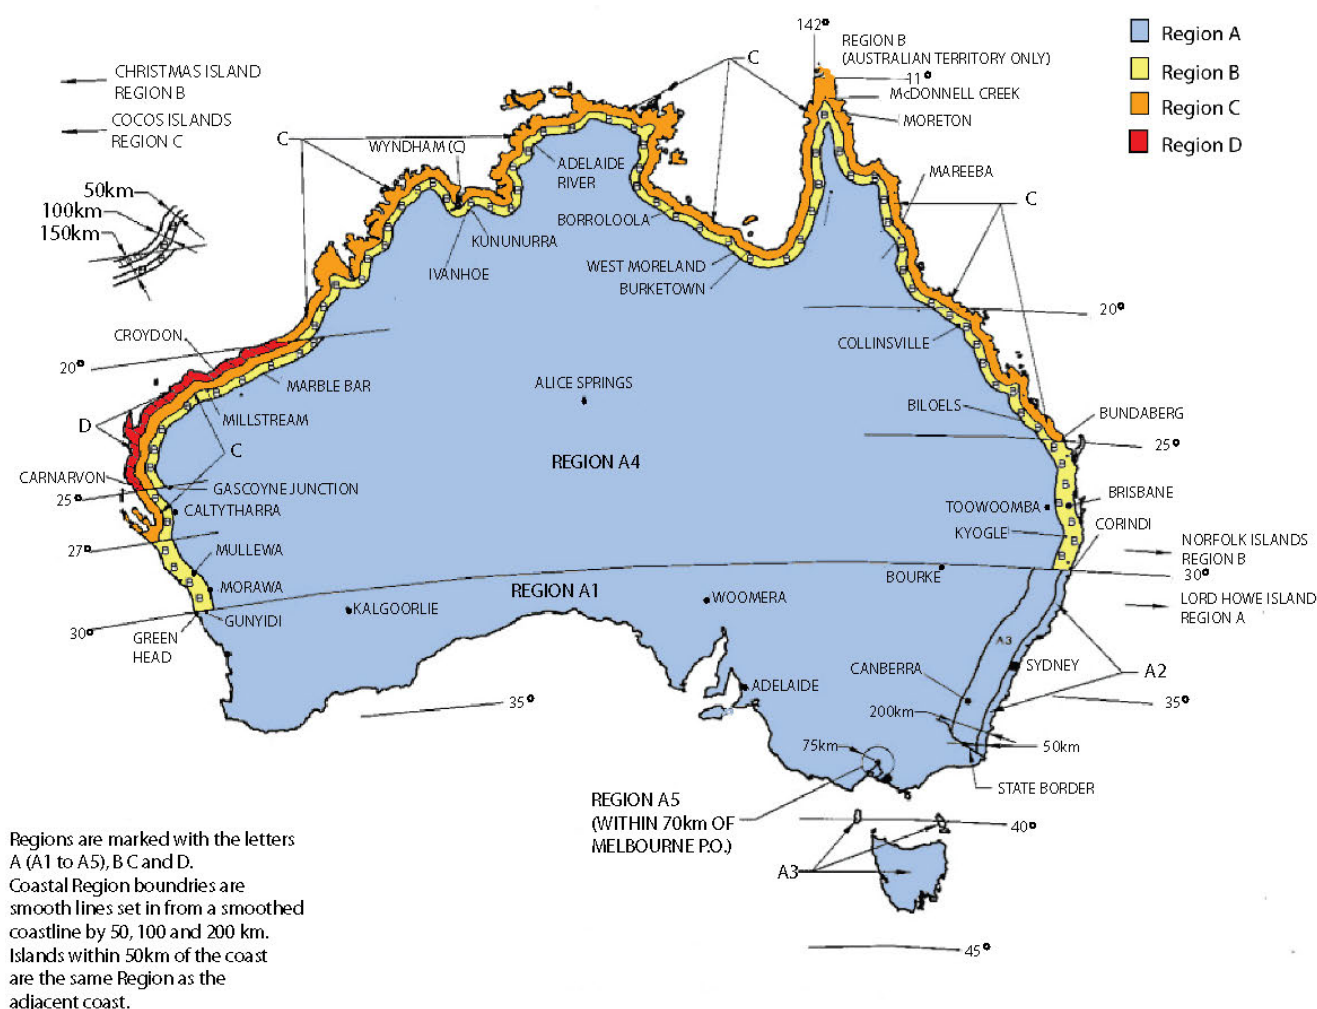 142°
REGION B
(AUSTRALIAN TERRITORY ONLY)
11°
McDONNELL CREEK
MORETON
Region A
Region B
Region C
Region D
CHRISTMAS ISLAND
REGION B
COCOS ISLANDS
REGION C
50km
100km
150km
C
WYNDHAM (C)
C
ADELAIDE
RIVER
BORROLOOLA
KUNUNURRA
IVANHOE
WEST MORELAND
BURKETOWN
MAREEBA
C
20°
COLLINSVILLE
CROYDON
20°
MARBLE BAR
MILLSTREAM
ALICE SPRINGS
BILOELS
BUNDABERG
25°
D
C
CARNARVON
25°
GASCOYNE JUNCTION
CALTYTHARRA
REGION A4
TOOWOOMBA
BRISBANE
KYOGLE
CORINDI
27°
MULLEWA
MORAWA
NORFOLK ISLANDS
REGION B
30°
LORD HOWE ISLAND
REGION A
BOURKE
REGION A1
WOOMERA
KALGOORLIE
30°
GREEN
HEAD
GUNYIDI
A3
SYDNEY
A2
CANBERRA
ADELAIDE
35°
35°
200km
50km
75km
STATE BORDER
REGION A5
(WITHIN 70km OF
MELBOURNE P.O.)
40°
A3
45°
Regions are marked with the letters
A (A1 to A5), B C and D.
Coastal Region boundries are
smooth lines set in from a smoothed
coastline by 50, 100 and 200 km.
Islands within 50km of the coast
are the same Region as the
adjacent coast.